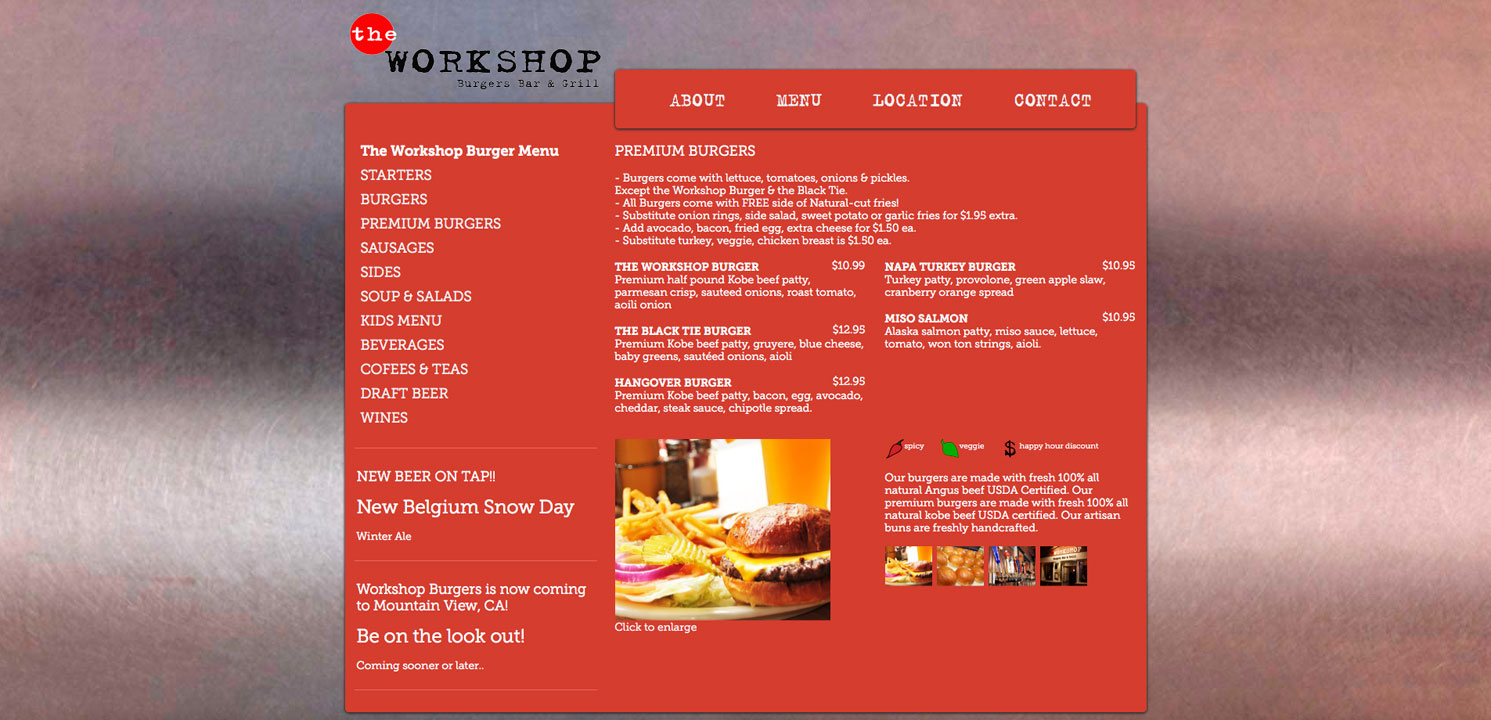 the
WORKSHOP
Burgers Bar & Grill
ABOUT
MENU
LOCATION
CONTACT
The Workshop Burger Menu
STARTERS
BURGERS
PREMIUM BURGERS
SAUSAGES
SIDES
SOUP & SALADS
KIDS MENU
BEVERAGES
COFEES & TEAS
DRAFT BEER
WINES
NEW BEER ON TAP!!
New Belgium Snow Day
Winter Ale
Workshop Burgers is now coming
to Mountain View, CA!
Be on the look out!
Coming sooner or later..
PREMIUM BURGERS
- Burgers come with lettuce, tomatoes, onions & pickles.
Except the Workshop Burger & the Black Tie.
- All Burgers come with FREE side of Natural-cut fries!
- Substitute onion rings, side salad, sweet potato or garlic fries for $1.95 extra.
- Add avocado, bacon, fried egg, extra cheese for $1.50 ea.
- Substitute turkey, veggie, chicken breast is $1.50 ea.
THE WORKSHOP BURGER $10.99
Premium half pound Kobe beef patty,
parmesan crisp, sauteed onions, roast tomato,
aoili onion
THE BLACK TIE BURGER $12.95
Premium Kobe beef patty, gruyere, blue cheese,
baby greens, sautéed onions, aioli
HANGOVER BURGER $12.95
Premium Kobe beef patty, bacon, egg, avocado,
cheddar, steak sauce, chipotle spread.
NAPA TURKEY BURGER $10.95
Turkey patty, provolone, green apple slaw,
cranberry orange spread
MISO SALMON $10.95
Alaska salmon patty, miso sauce, lettuce,
tomato, won ton strings, aioli.
Click to enlarge
spicy
veggie
$ happy hour discount
Our burgers are made with fresh 100% all
natural Angus beef USDA Certified. Our
premium burgers are made with fresh 100% all
natural kobe beef USDA certified. Our artisan
buns are freshly handcrafted.